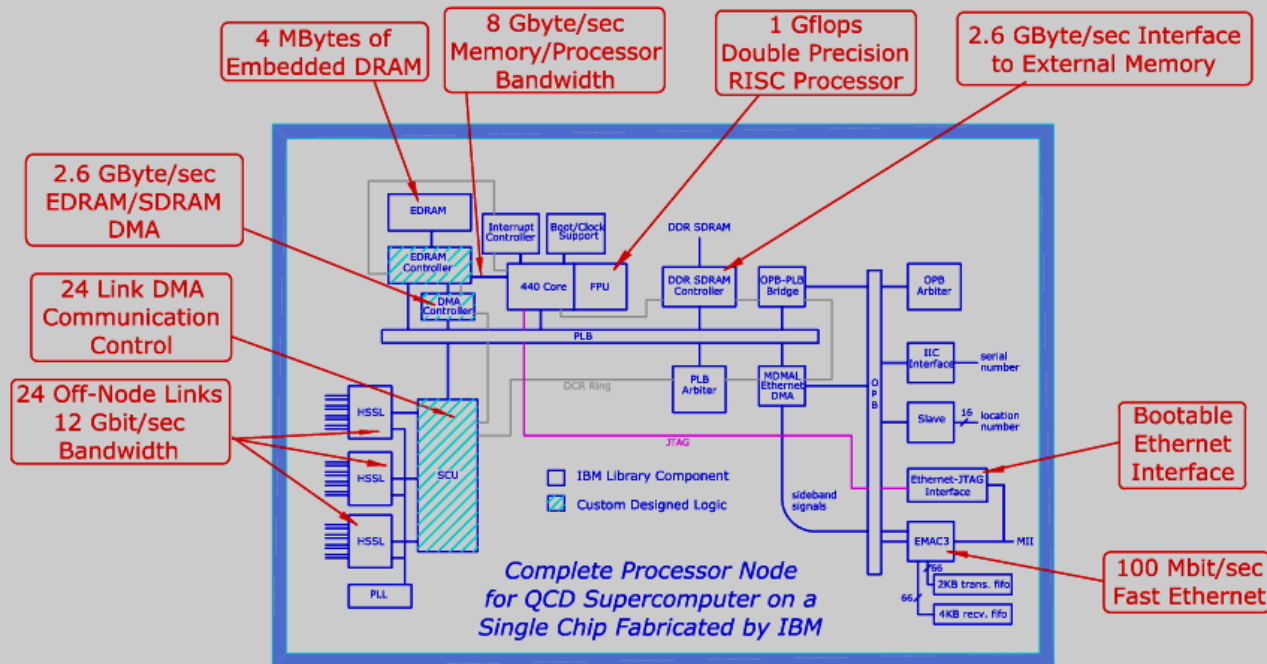 4 MBytes of
Embedded DRAM
8 Gbyte/sec
Memory/Processor
Bandwidth
1 Gflops
Double Precision
RISC Processor
2.6 GByte/sec Interface
to External Memory
2.6 GByte/sec
EDRAM/SDRAM
DMA
24 Link DMA
Communication
Control
24 Off-Node Links
12 Gbit/sec
Bandwidth
EDRAM
Interrupt
Controller
Boot/Clock
Support
DDR SDRAM
EDRAM
Controller
440 Core
FPU
DDR SDRAM
Controller
OPB-PLB
Bridge
OPB
Arbiter
DMA
Controller
PLB
IIC
Interface
serial
number
PLB
Arbiter
MDMAL
Ethernet
DMA
DCR Ring
OPB
Slave
16
location
number
HSSL
HSSL
HSSL
SCU
JTAG
IBM Library Component
Custom Designed Logic
sideband
signals
Ethernet-JTAG
Interface
Bootable
Ethernet
Interface
EMAC3
MII
PLL
66
2KB trans. fifo
66
4KB recv. fifo
100 Mbit/sec
Fast Ethernet
Complete Processor Node
for QCD Supercomputer on a
Single Chip Fabricated by IBM